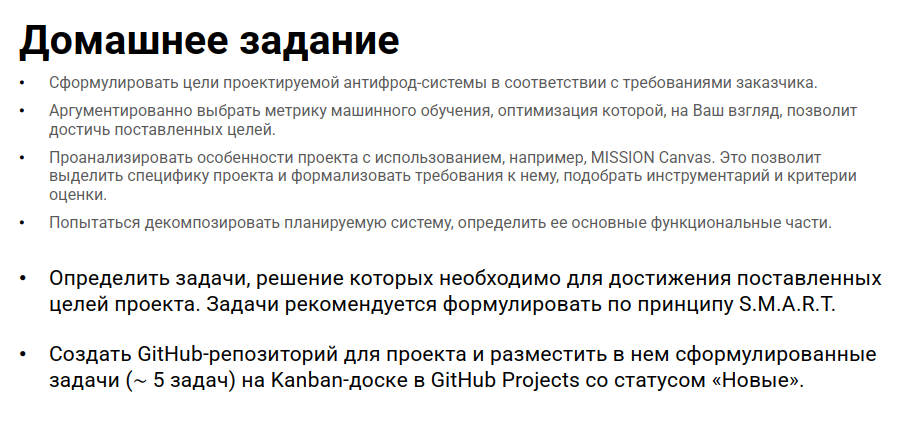 Домашнее задание
• Сформулировать цели проектируемой антифрод-системы в соответствии с требованиями заказчика.
• Аргументированно выбрать метрику машинного обучения, оптимизация которой, на Ваш взгляд, позволит
достичь поставленных целей.
• Проанализировать особенности проекта с использованием, например, MISSION Canvas. Это позволит
выделить специфику проекта и формализовать требования к нему, подобрать инструментарий и критерии
оценки.
• Попытаться декомпозировать планируемую систему, определить ее основные функциональные части.
• Определить задачи, решение которых необходимо для достижения поставленных
целей проекта. Задачи рекомендуется формулировать по принципу S.M.A.R.T.
• Создать GitHub-репозиторий для проекта и разместить в нем сформулированные
задачи (~ 5 задач) на Kanban-доске в GitHub Projects со статусом «Новые».